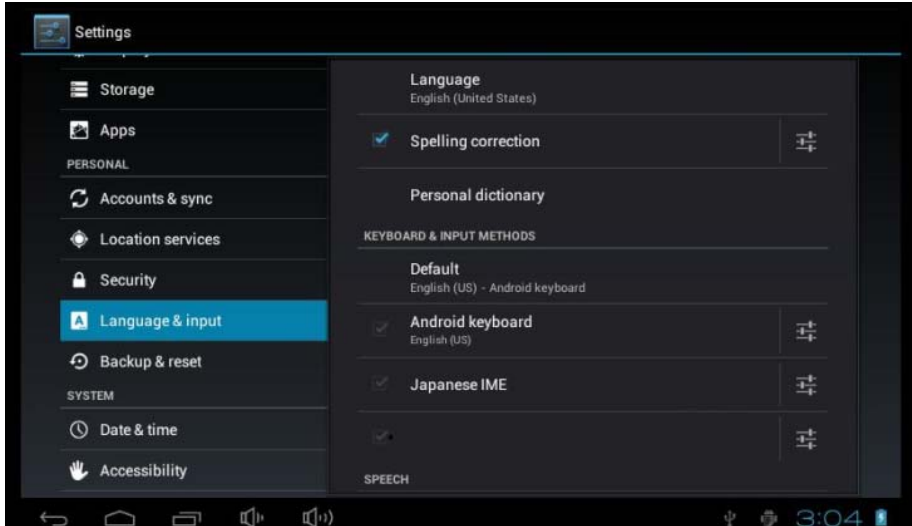 Settings
Storage
Apps
PERSONAL
Accounts & sync
Location services
Security
Language & input
Backup & reset
SYSTEM
Date & time
Accessibility
Language
English (United States)
Spelling correction
Personal dictionary
KEYBOARD & INPUT METHODS
Default
English (US) - Android keyboard
Android keyboard
English (US)
Japanese IME
SPEECH
3:04